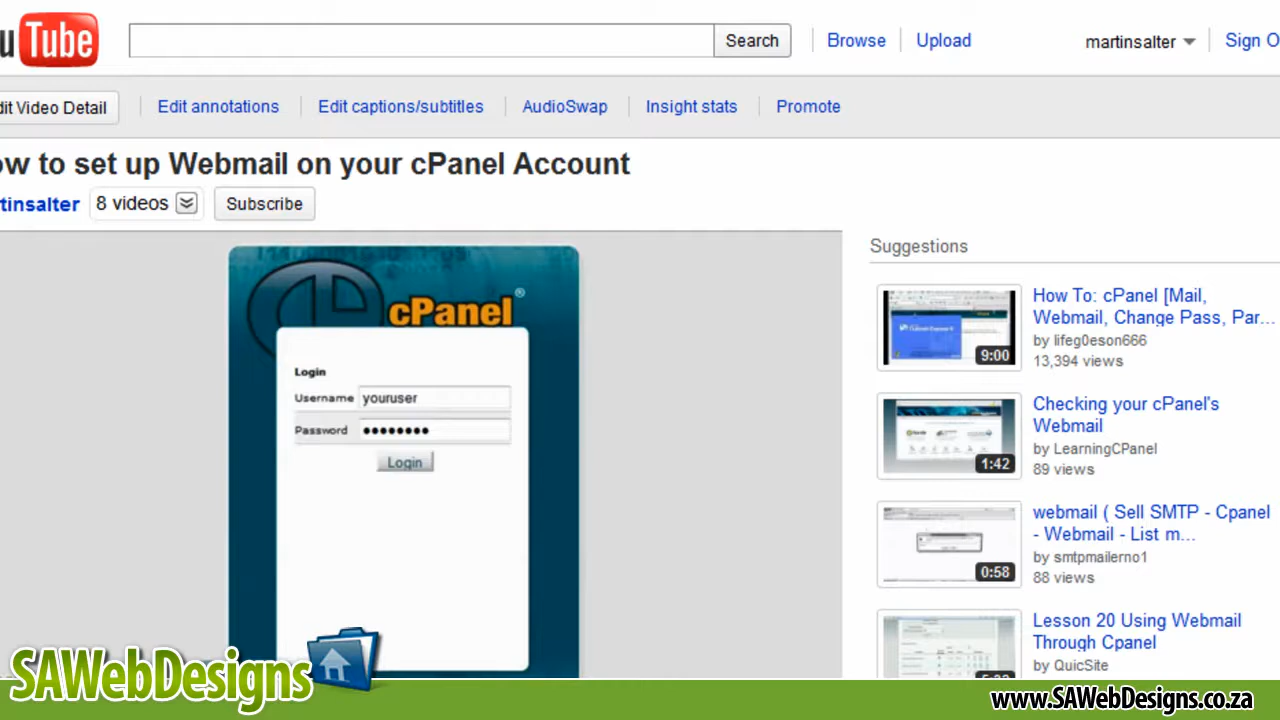 u Tube
Search
Browse
Upload
martinsalter
Sign O
dit Video Detail
Edit annotations
Edit captions/subtitles
AudioSwap
Insight stats
Promote
ow to set up Webmail on your cPanel Account
tinsalter
8 videos
Subscribe
Suggestions
cPanel®
Login
Username
youruser
Password
Login
How To: cPanel [Mail,
Webmail, Change Pass, Par...
by lifeg0eson666
13,394 views
9:00
Checking your cPanel's
Webmail
by LearningCPanel
89 views
1:42
webmail ( Sell SMTP - Cpanel
- Webmail - List m...
by smtpmailerno1
88 views
0:58
Lesson 20 Using Webmail
Through Cpanel
by QuicSite
SAWebDesigns
www.SAWebDesigns.co.za